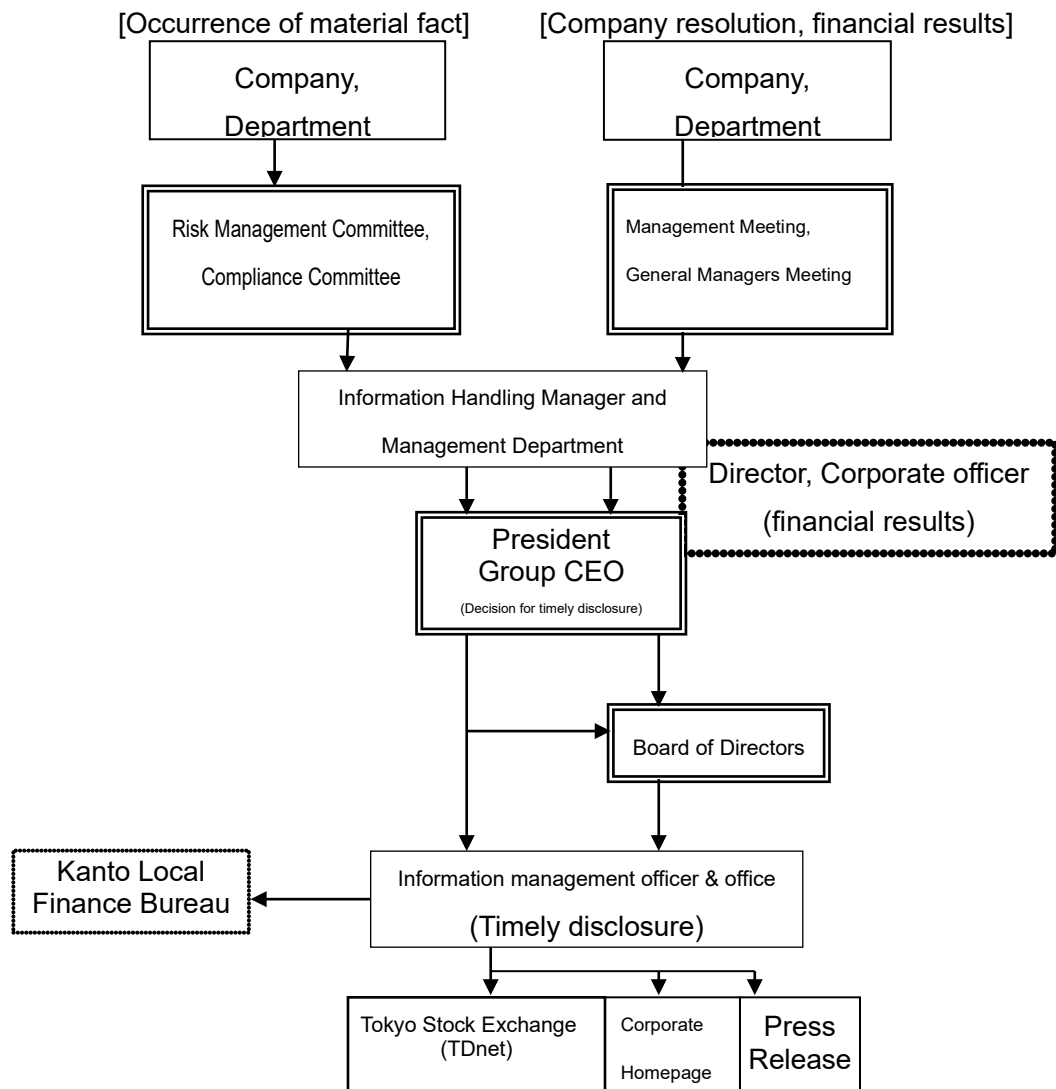 [Occurrence of material fact]
[Company resolution, financial results]
Company,
Department
Company,
Department
Risk Management Committee,
Compliance Committee
Management Meeting,
General Managers Meeting
Information Handling Manager and
Management Department
Director, Corporate officer
(financial results)
President
Group CEO
(Decision for timely disclosure)
Board of Directors
Kanto Local
Finance Bureau
Information management officer & office
(Timely disclosure)
Tokyo Stock Exchange
(TDnet)
Corporate
Homepage
Press
Release